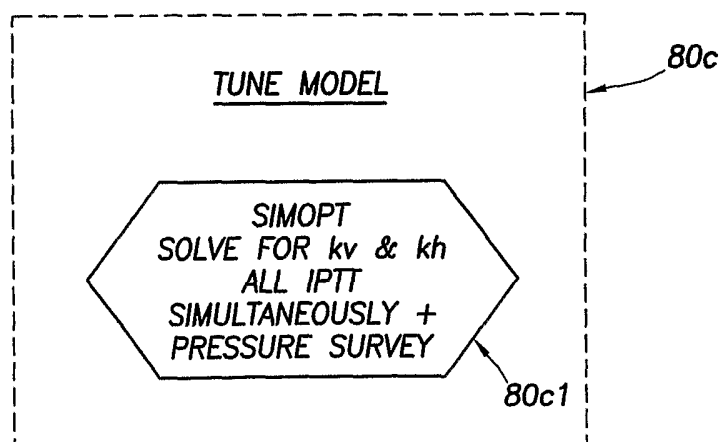 80c
TUNE MODEL
SIMOPT
SOLVE FOR kv & kh
ALL IPTT
SIMULTANEOUSLY +
PRESSURE SURVEY
80c1